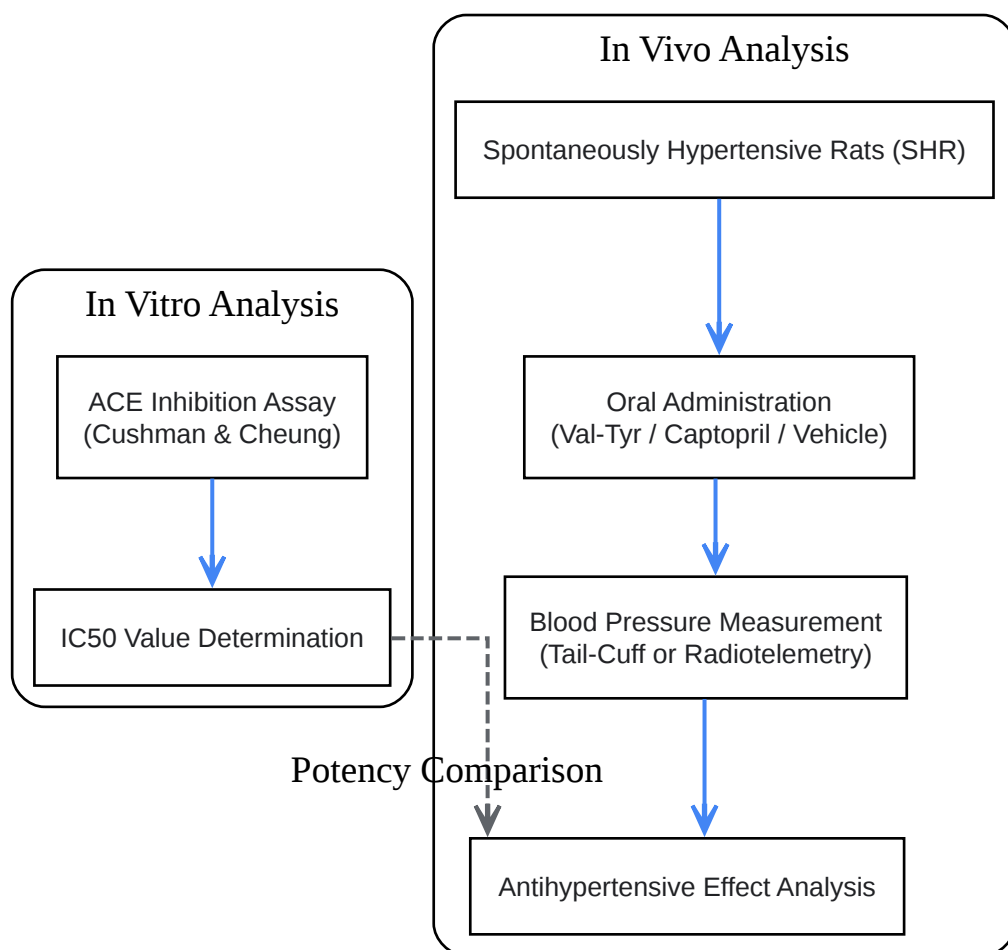 In Vivo Analysis
Spontaneously Hypertensive Rats (SHR)
In Vitro Analysis
ACE Inhibition Assay
(Cushman & Cheung)
Oral Administration
(Val-Tyr / Captopril / Vehicle)
IC50 Value Determination
Blood Pressure Measurement
(Tail-Cuff or Radiotelemetry)
Potency Comparison
Antihypertensive Effect Analysis